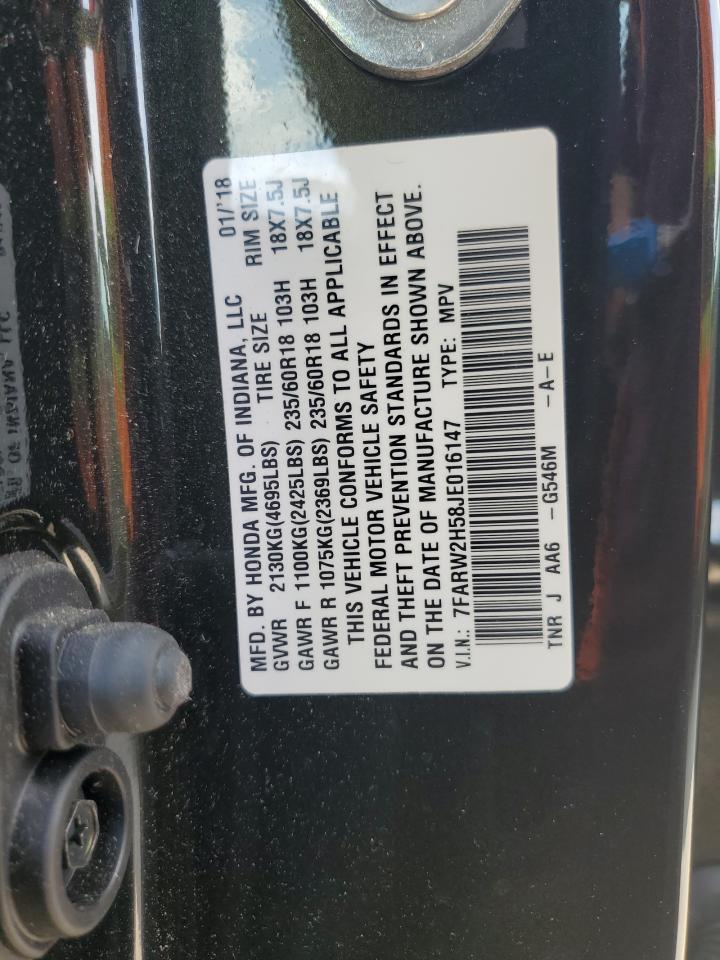 MFD. BY HONDA MFG. OF INDIANA, LLC 01/'18
GVWR 2130KG(4695LBS) TIRE SIZE RIM SIZE
GAWR F 1100KG(2425LBS) 235/60R18 103H 18X7.5J
GAWR R 1075KG(2369LBS) 235/60R18 103H 18X7.5J
THIS VEHICLE CONFORMS TO ALL APPLICABLE
FEDERAL MOTOR VEHICLE SAFETY
AND THEFT PREVENTION STANDARDS IN EFFECT
ON THE DATE OF MANUFACTURE SHOWN ABOVE.
V.I.N.: 7FARW2H58JE016147 TYPE: MPV
TNR J AA6 -G546M -A-E